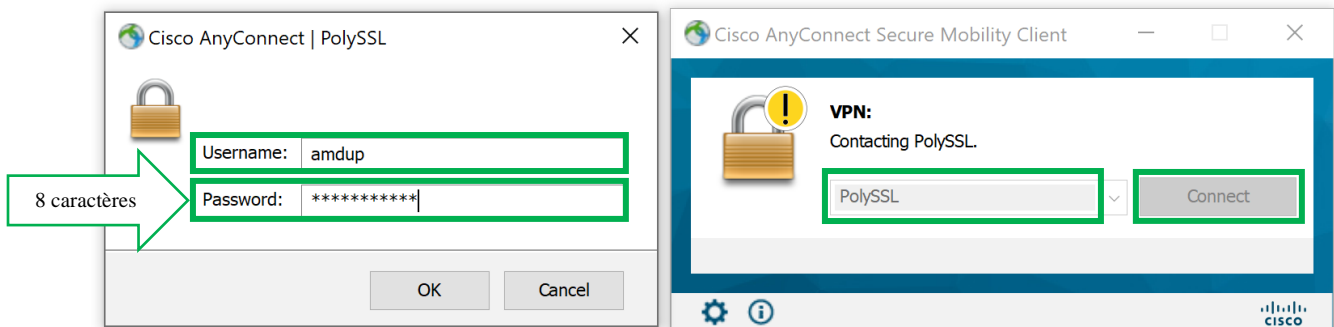 Cisco AnyConnect | PolySSL
Username: amdup
8 caractères
Password: ***********
OK Cancel
Cisco AnyConnect Secure Mobility Client
VPN:
Contacting PolySSL.
PolySSL Connect
CISCO